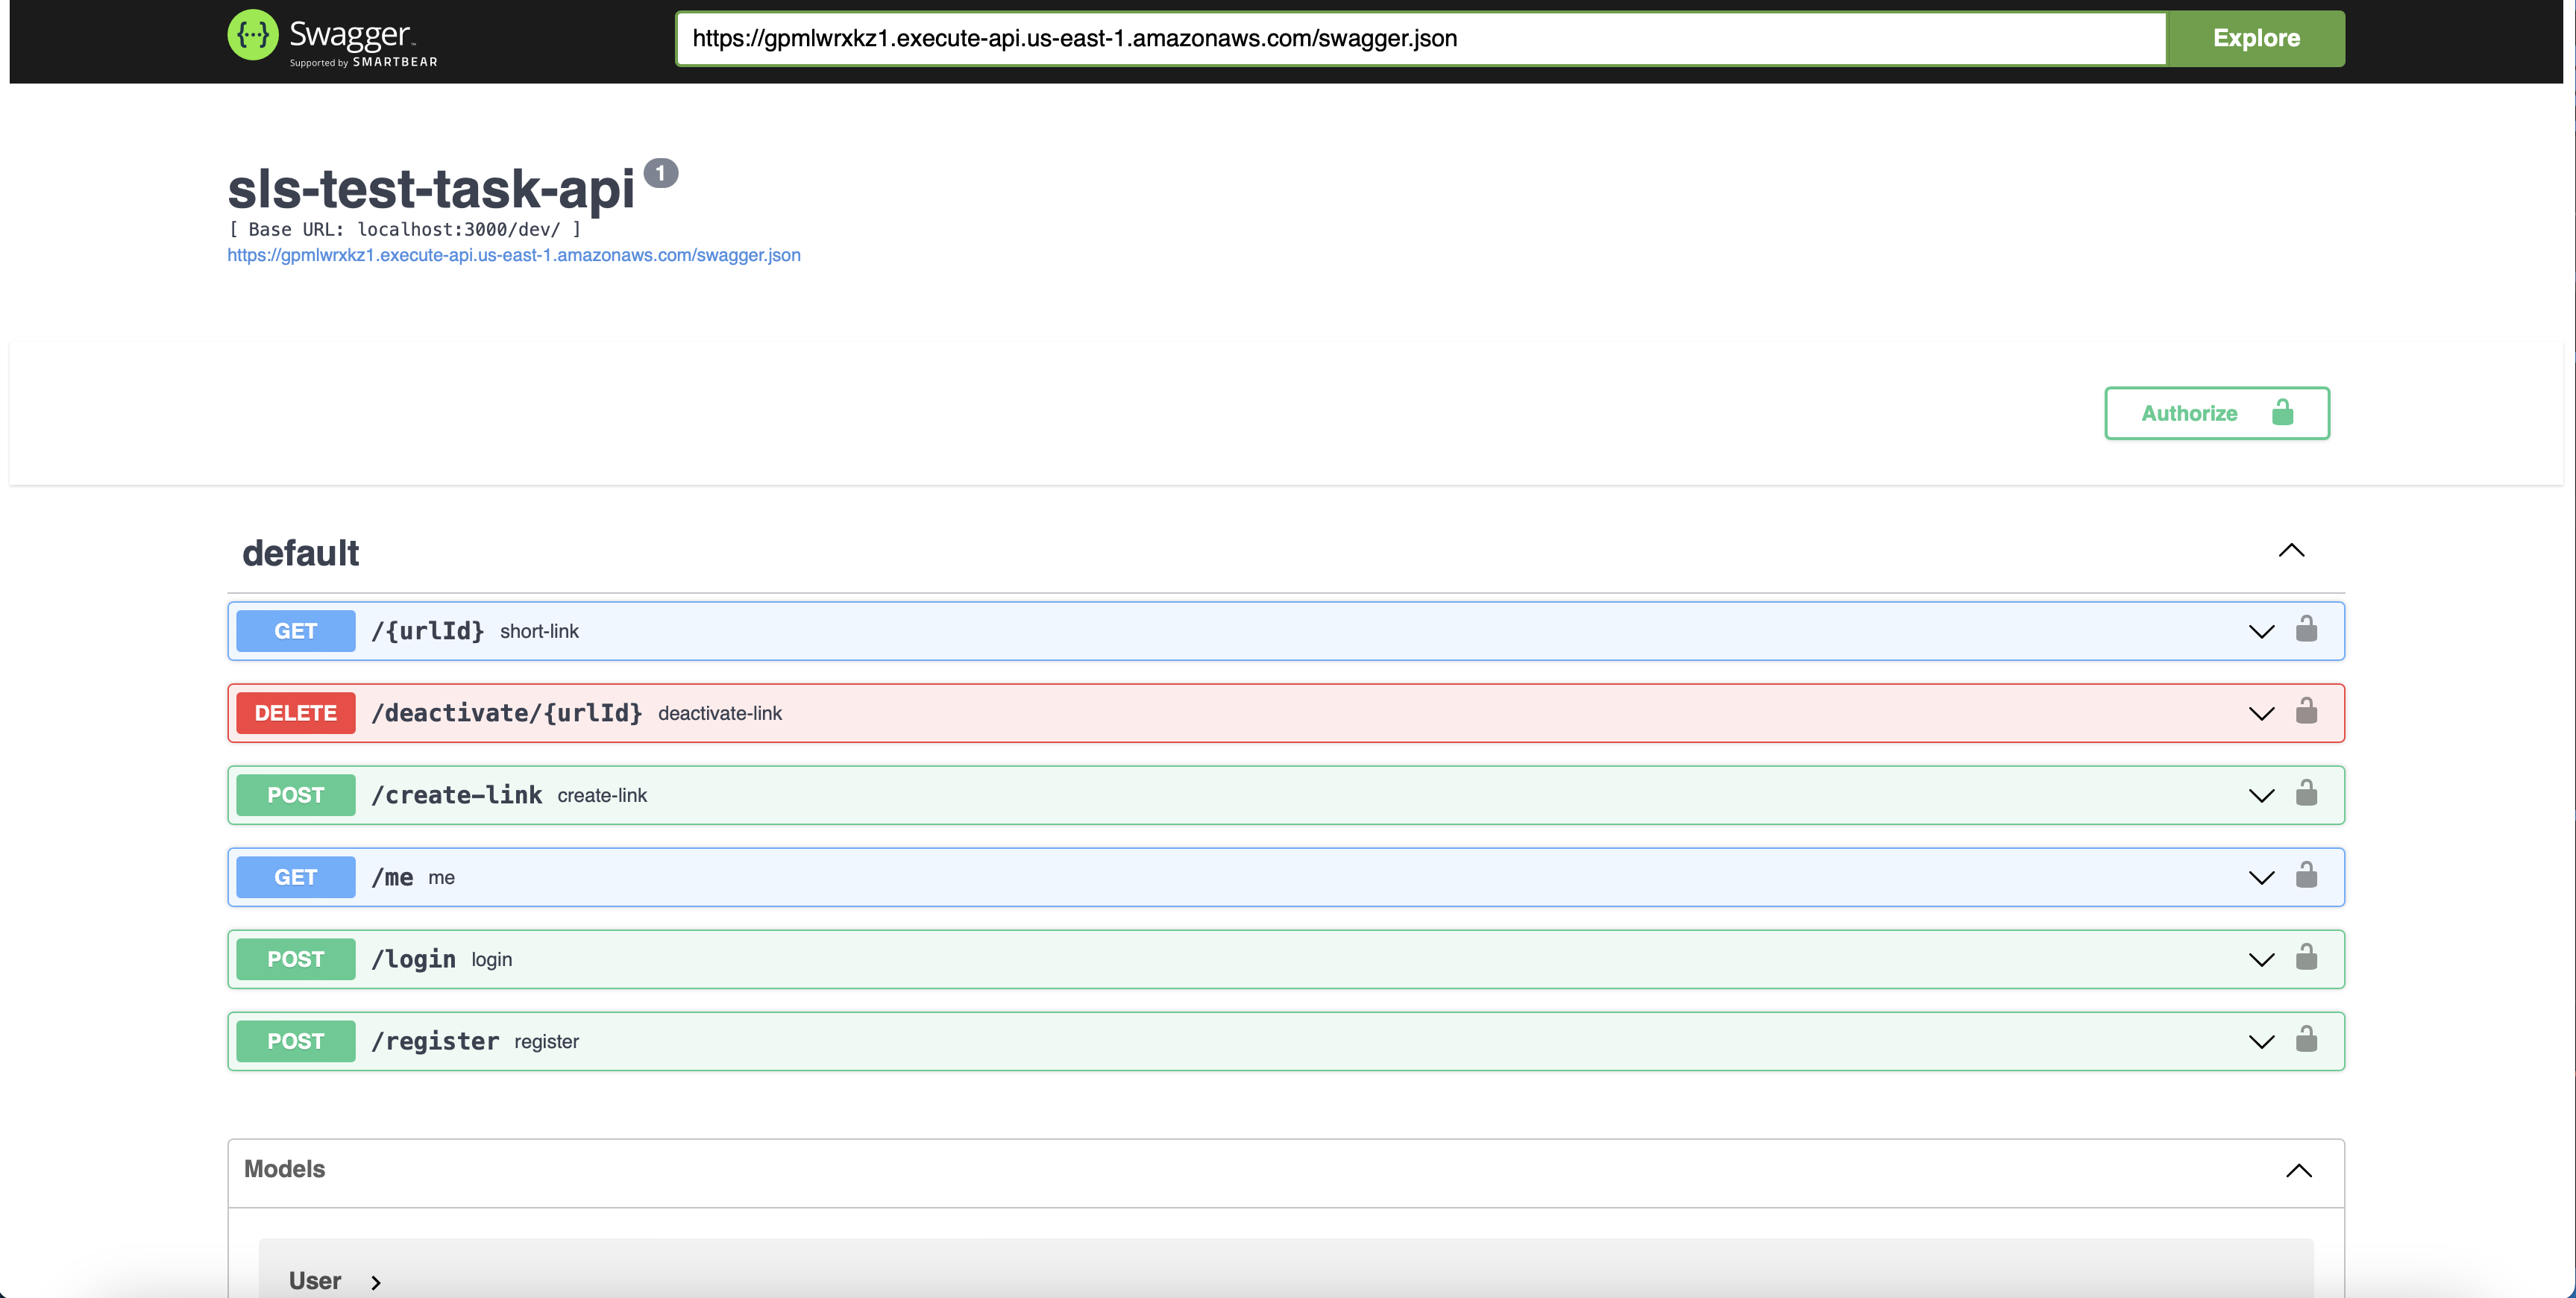 Swagger™
Supported by SMARTBEAR
https://gpmlwrxkz1.execute-api.us-east-1.amazonaws.com/swagger.json
Explore
sls-test-task-api 1
[ Base URL: localhost:3000/dev/ ]
https://gpmlwrxkz1.execute-api.us-east-1.amazonaws.com/swagger.json
Authorize
default
GET /{urlId} short-link
DELETE /deactivate/{urlId} deactivate-link
POST /create-link create-link
GET /me me
POST /login login
POST /register register
Models
User